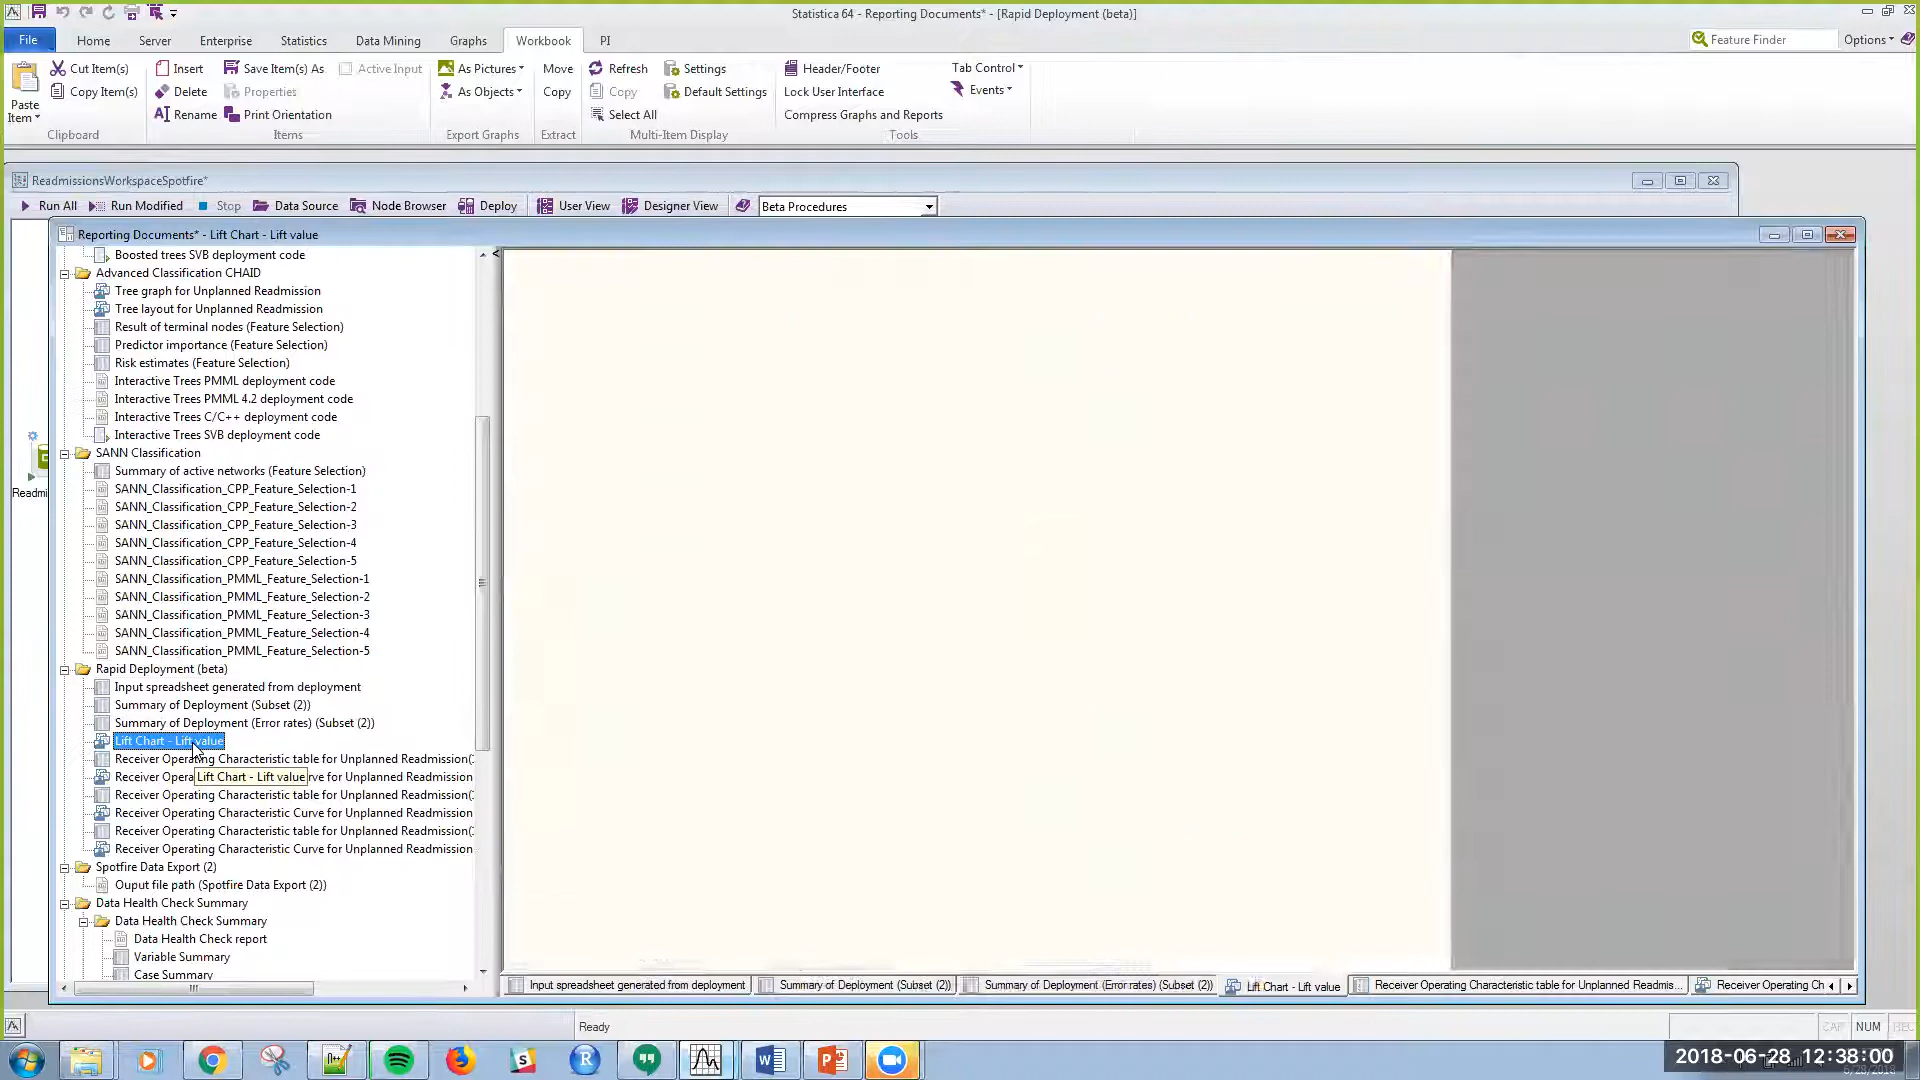 Statistica 64 - Reporting Documents* - [Rapid Deployment (beta)]
File Home Server Enterprise Statistics Data Mining Graphs Workbook PI Feature Finder Options
Paste Item
Cut Item(s)
Copy Item(s)
Clipboard
Insert
Delete
Rename
Save Item(s) As
Properties
Print Orientation
Active Input
Items
As Pictures
As Objects
Export Graphs
Move
Copy
Extract
Refresh
Copy
Select All
Settings
Default Settings
Multi-Item Display
Header/Footer
Lock User Interface
Compress Graphs and Reports
Tab Control
Events
Tools
ReadmissionsWorkspaceSpotfire*
Run All Run Modified Stop Data Source Node Browser Deploy User View Designer View Beta Procedures
Reporting Documents* - Lift Chart - Lift value
Readmi
Boosted trees SVB deployment code
Advanced Classification CHAID
Tree graph for Unplanned Readmission
Tree layout for Unplanned Readmission
Result of terminal nodes (Feature Selection)
Predictor importance (Feature Selection)
Risk estimates (Feature Selection)
Interactive Trees PMML deployment code
Interactive Trees PMML 4.2 deployment code
Interactive Trees C/C++ deployment code
Interactive Trees SVB deployment code
SANN Classification
Summary of active networks (Feature Selection)
SANN_Classification_CPP_Feature_Selection-1
SANN_Classification_CPP_Feature_Selection-2
SANN_Classification_CPP_Feature_Selection-3
SANN_Classification_CPP_Feature_Selection-4
SANN_Classification_CPP_Feature_Selection-5
SANN_Classification_PMML_Feature_Selection-1
SANN_Classification_PMML_Feature_Selection-2
SANN_Classification_PMML_Feature_Selection-3
SANN_Classification_PMML_Feature_Selection-4
SANN_Classification_PMML_Feature_Selection-5
Rapid Deployment (beta)
Input spreadsheet generated from deployment
Summary of Deployment (Subset (2))
Summary of Deployment (Error rates) (Subset (2))
Lift Chart - Lift value
Receiver Operating Characteristic table for Unplanned Readmission(
Receiver Opera Lift Chart - Lift value rve for Unplanned Readmission
Receiver Operating Characteristic table for Unplanned Readmission(
Receiver Operating Characteristic Curve for Unplanned Readmission
Receiver Operating Characteristic table for Unplanned Readmission(
Receiver Operating Characteristic Curve for Unplanned Readmission
Spotfire Data Export (2)
Ouput file path (Spotfire Data Export (2))
Data Health Check Summary
Data Health Check Summary
Data Health Check report
Variable Summary
Case Summary
Input spreadsheet generated from deployment Summary of Deployment (Subset (2)) Summary of Deployment (Error rates) (Subset (2)) Lift Chart - Lift value Receiver Operating Characteristic table for Unplanned Readmis... Receiver Operating Ch
Ready
CAP NUM REC
2018-06-28 12:38:00